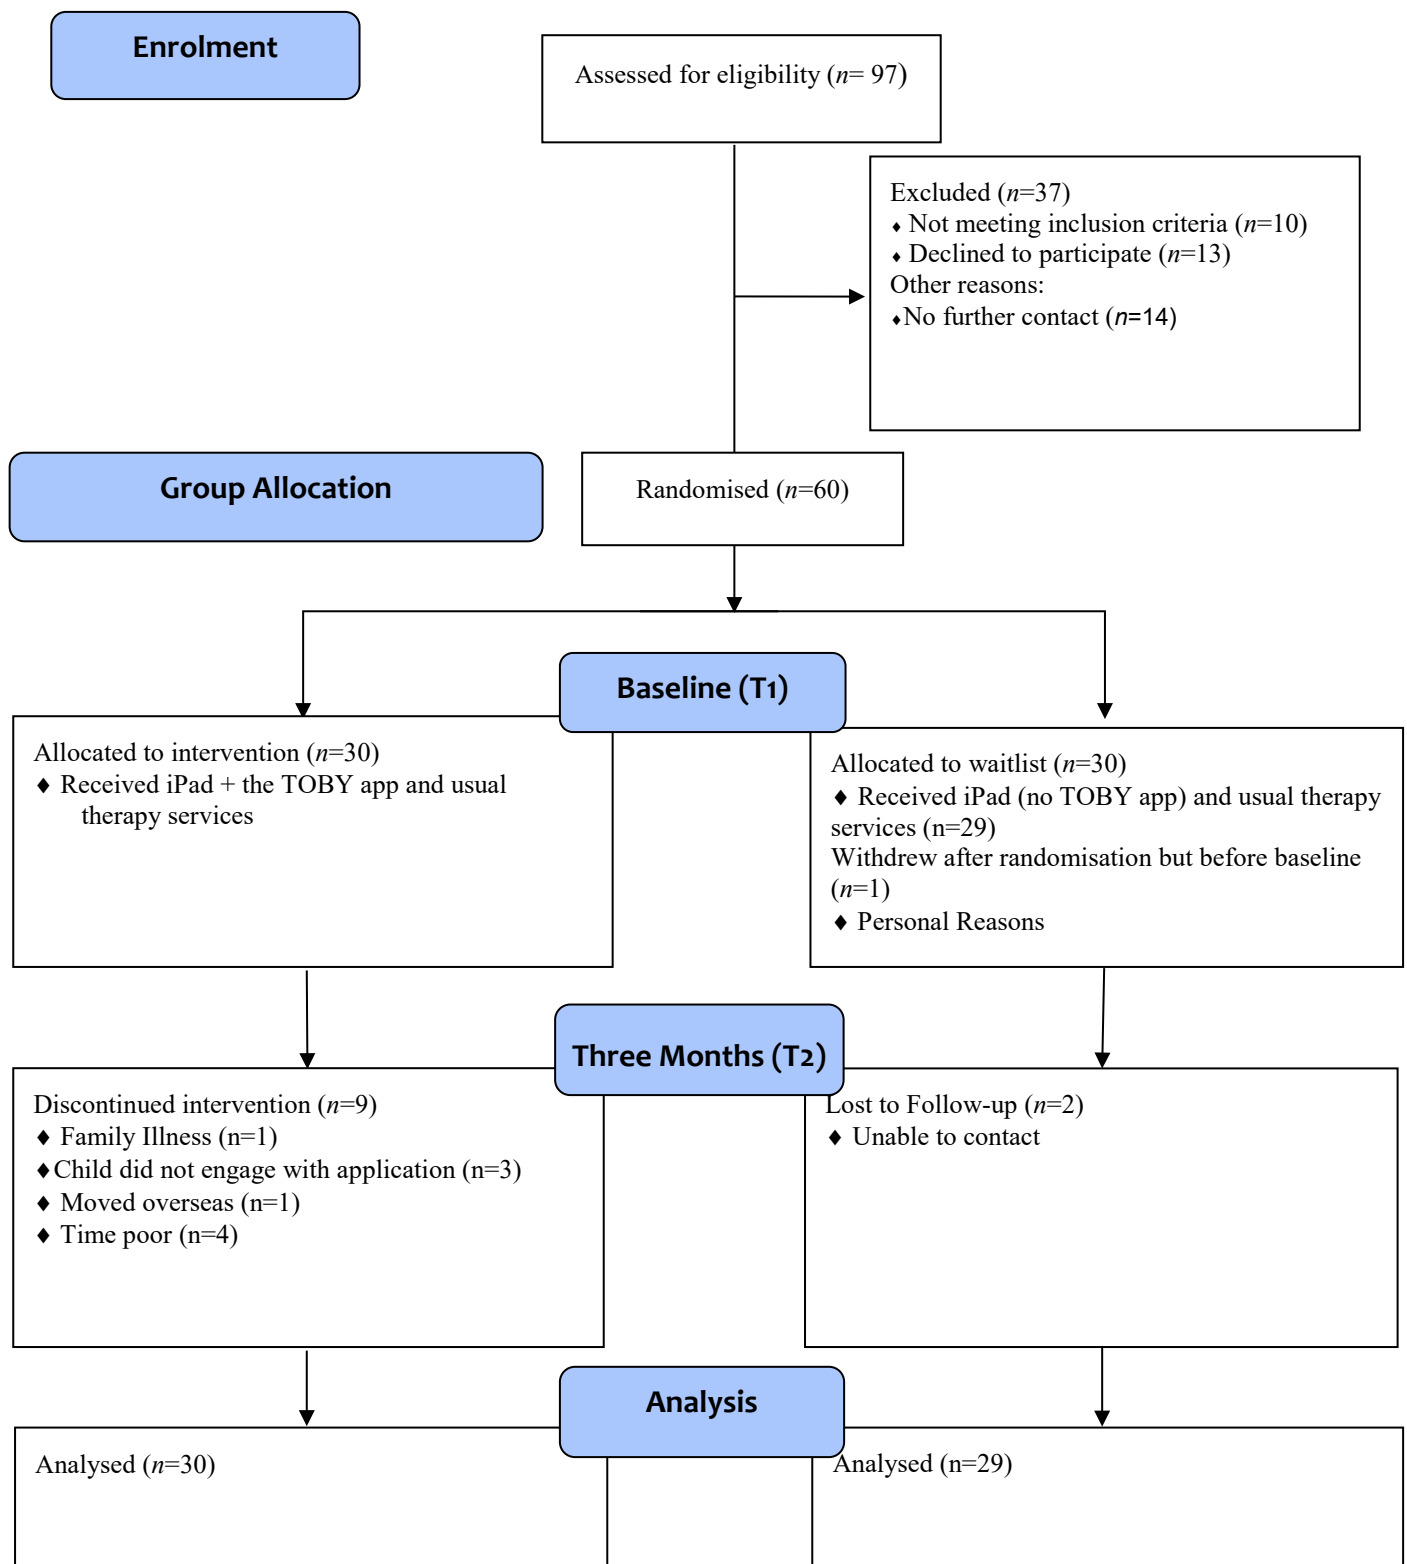 Enrolment
Assessed for eligibility (n= 97)
Excluded (n=37)
⬧ Not meeting inclusion criteria (n=10)
⬧ Declined to participate (n=13)
Other reasons:
⬧No further contact (n=14)
Group Allocation
Randomised (n=60)
Baseline (T1)
Allocated to intervention (n=30)
♦ Received iPad + the TOBY app and usual
therapy services
Allocated to waitlist (n=30)
♦ Received iPad (no TOBY app) and usual therapy
services (n=29)
Withdrew after randomisation but before baseline
(n=1)
♦ Personal Reasons
Three Months (T2)
Discontinued intervention (n=9)
♦ Family Illness (n=1)
♦Child did not engage with application (n=3)
♦ Moved overseas (n=1)
♦ Time poor (n=4)
Lost to Follow-up (n=2)
♦ Unable to contact
Analysis
Analysed (n=30)
Analysed (n=29)